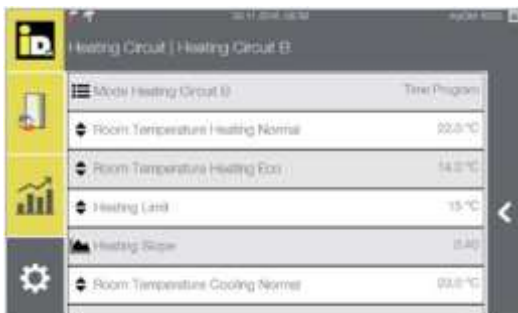 iD.
Heating Circuit | Heating Circuit B
Mode Heating Circuit B Time Program
Room Temperature Heating Normal 22.0 °C
Room Temperature Heating Eco 14.0 °C
Heating Limit 15 °C
Heating Slope 0.40
Room Temperature Cooling Normal